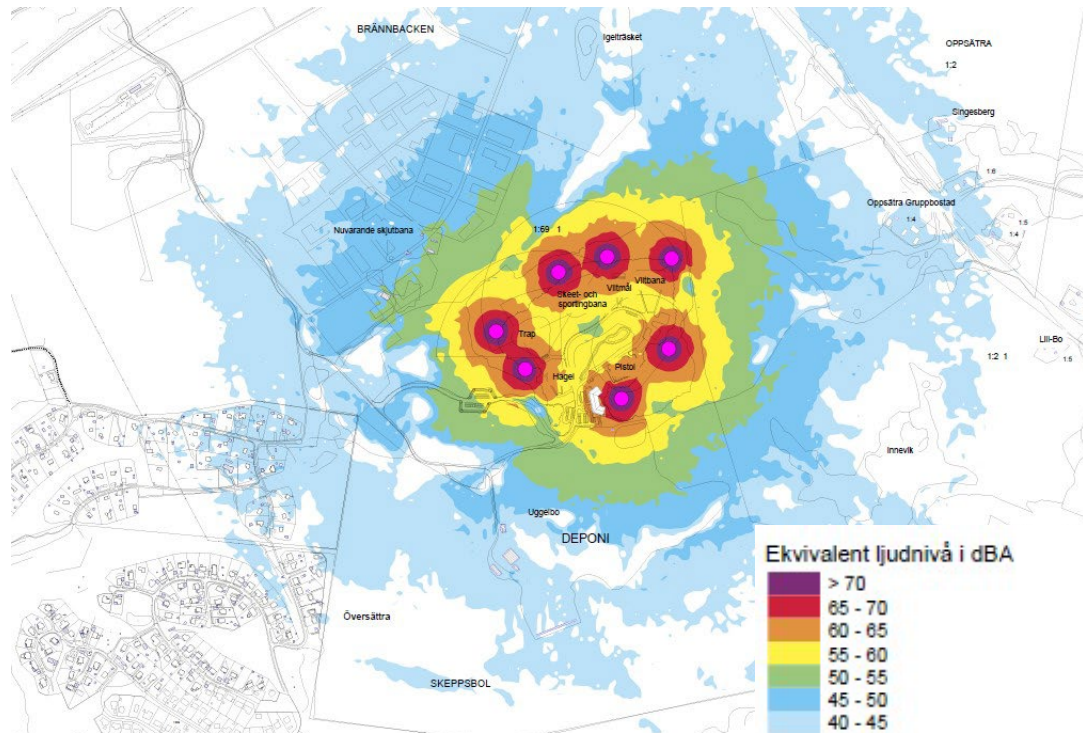 BRÄNNBACKEN
Igelträsket
OPPSÄTRA
1:2
Singesberg
1:6
Oppsätra Gruppbostad
1:4
1:5
1:4
Nuvarande skjutbana
1:69 1
Skeet- och
sportingbana
Viltmål
Viltbana
Trap
Hagel
Pistol
Lill-Bo
1:2 1
1:5
Innevik
Uggelbo
DEPONI
Översättra
SKEPPSBOL
Ekvivalent ljudnivå i dBA
> 70
65 - 70
60 - 65
55 - 60
50 - 55
45 - 50
40 - 45